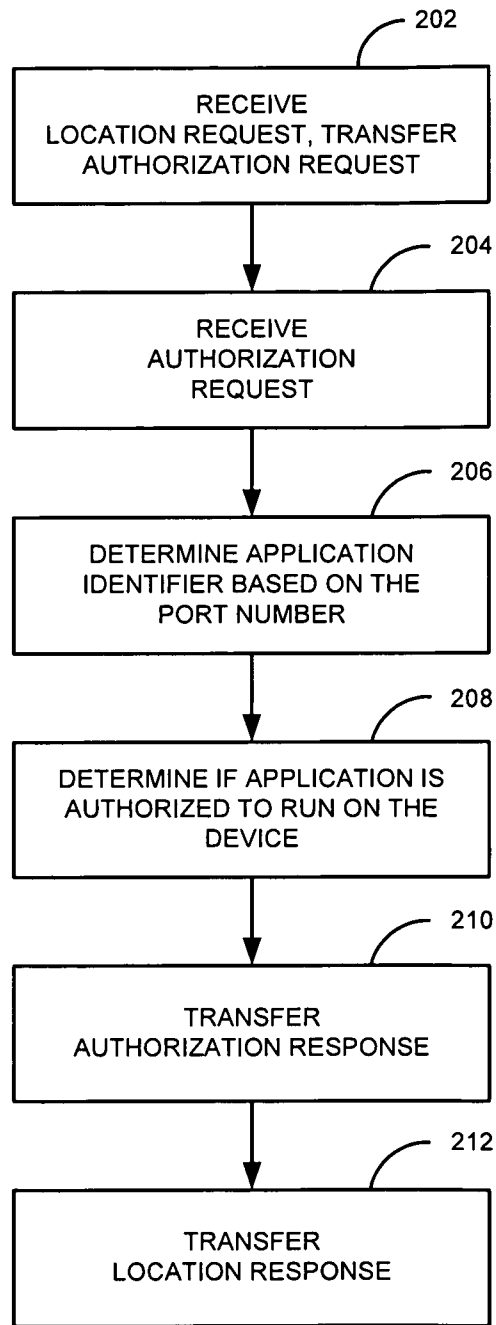 202
RECEIVE
LOCATION REQUEST, TRANSFER
AUTHORIZATION REQUEST
204
RECEIVE
AUTHORIZATION
REQUEST
206
DETERMINE APPLICATION
IDENTIFIER BASED ON THE
PORT NUMBER
208
DETERMINE IF APPLICATION IS
AUTHORIZED TO RUN ON THE
DEVICE
210
TRANSFER
AUTHORIZATION RESPONSE
212
TRANSFER
LOCATION RESPONSE